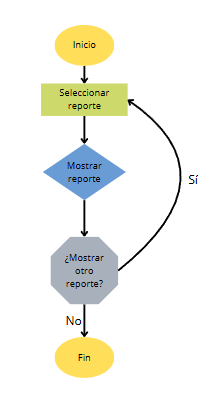 Inicio
Seleccionar
reporte
Mostrar
reporte
Sí
¿Mostrar
otro
reporte?
No
Fin